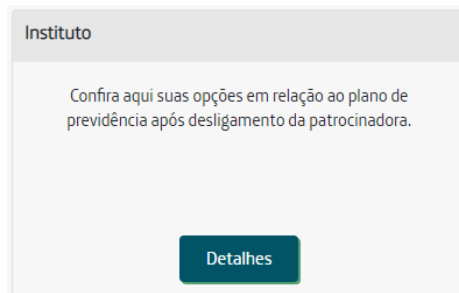 Instituto
Confira aqui suas opções em relação ao plano de
previdência após desligamento da patrocinadora.
Detalhes